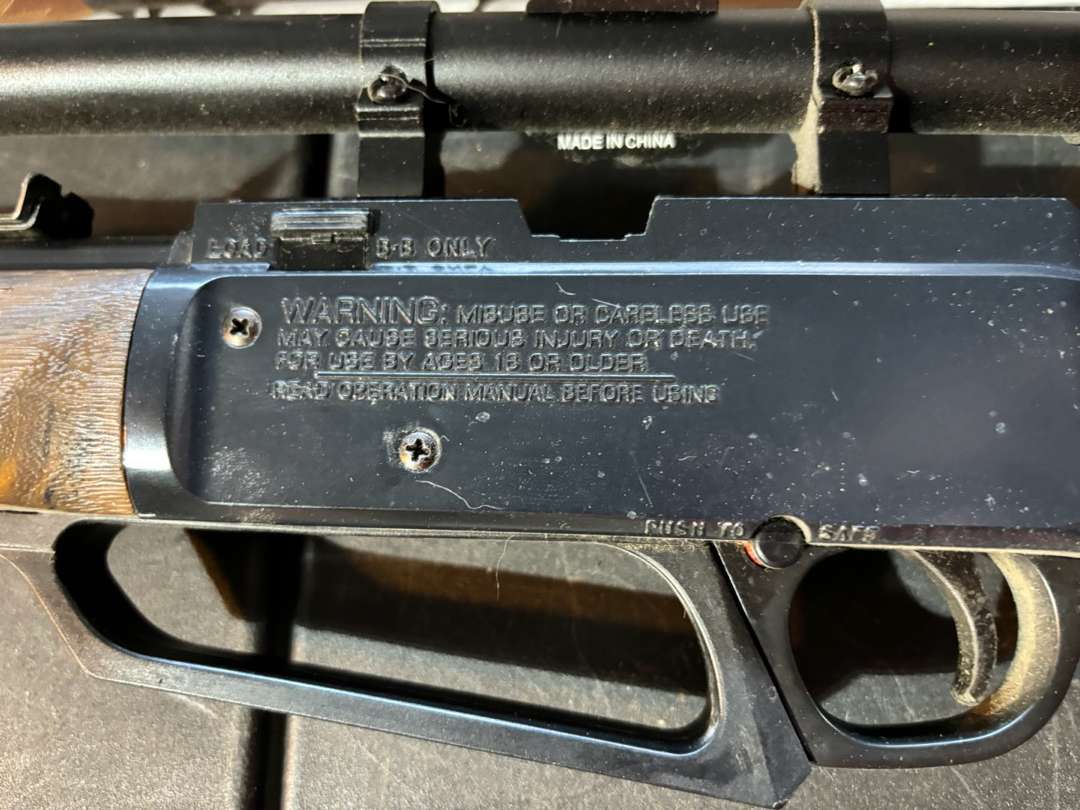 MADE IN CHINA
LOAD B·B ONLY
WARNING: MISUSE OR CARELESS USE
MAY CAUSE SERIOUS INJURY OR DEATH.
FOR USE BY AGES 16 OR OLDER
READ OPERATION MANUAL BEFORE USING
PUSH TO SAFE